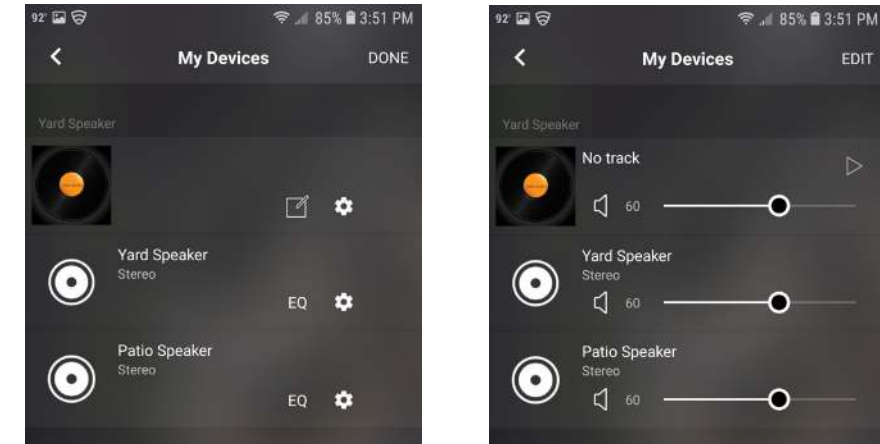 92° 85% 3:51 PM
My Devices DONE
Yard Speaker
Yard Speaker
Stereo
EQ
Patio Speaker
Stereo
EQ
92° 85% 3:51 PM
My Devices EDIT
Yard Speaker
No track
60
Yard Speaker
Stereo
60
Patio Speaker
Stereo
60